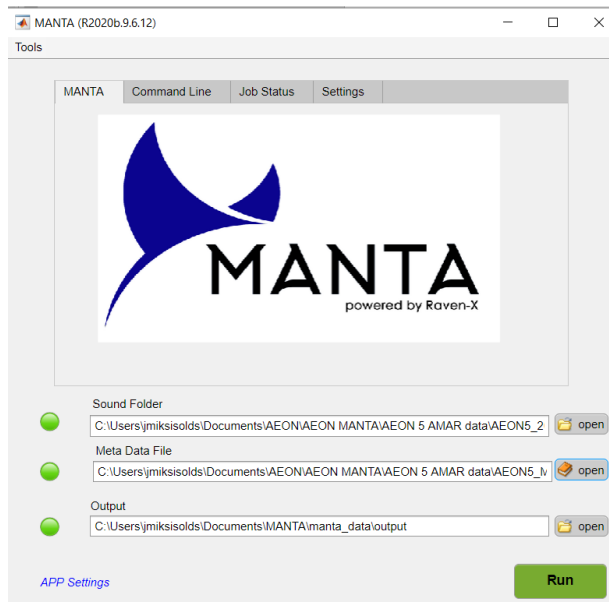 MANTA (R2020b.9.6.12)
Tools
MANTA Command Line Job Status Settings
MANTA
powered by Raven-X
Sound Folder
C:\Users\jmiksisolds\Documents\AEON\AEON MANTA\AEON 5 AMAR data\AEON5_2 open
Meta Data File
C:\Users\jmiksisolds\Documents\AEON\AEON MANTA\AEON 5 AMAR data\AEON5_M open
Output
C:\Users\jmiksisolds\Documents\MANTA\manta_data\output open
APP Settings Run